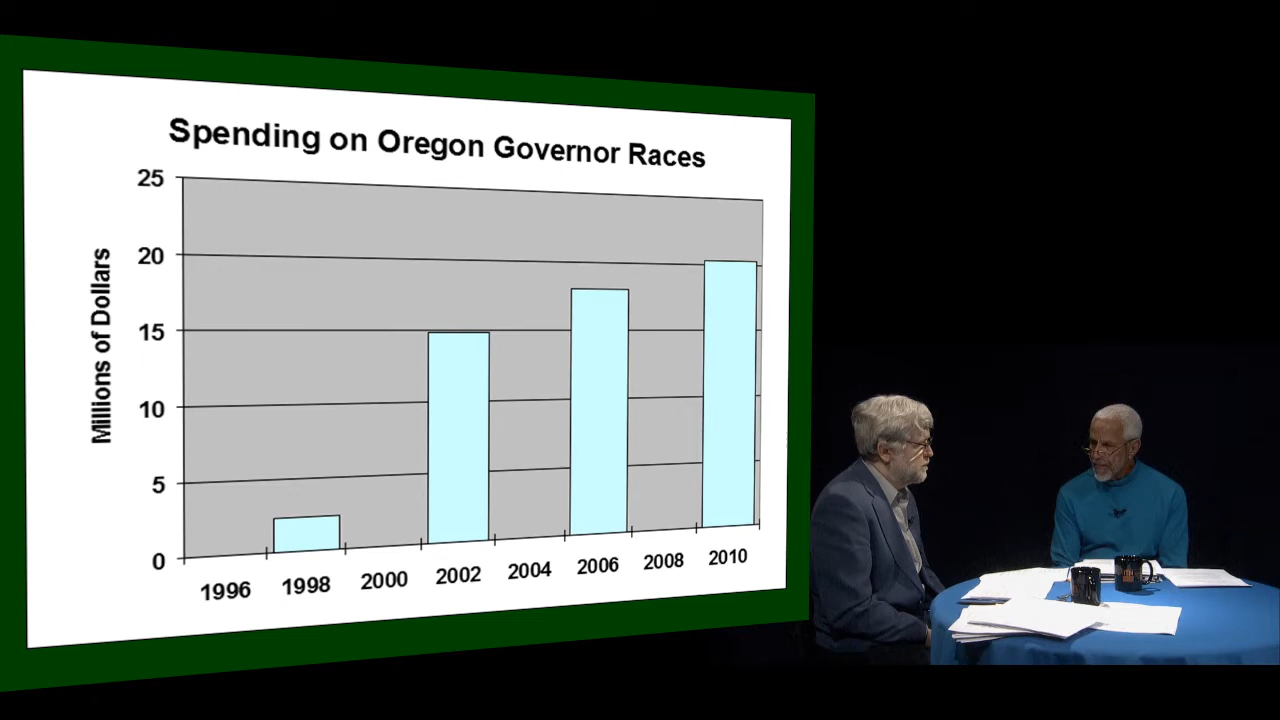 Spending on Oregon Governor Races
Millions of Dollars
25
20
15
10
5
0
1996 1998 2000 2002 2004 2006 2008 2010